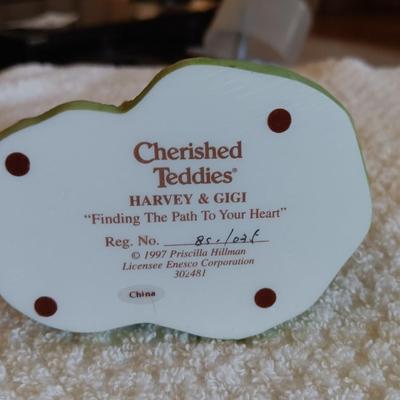 Cherished
Teddies®
HARVEY & GIGI
"Finding The Path To Your Heart"
Reg. No.
© 1997 Priscilla Hillman
Licensee Enesco Corporation
302481
China